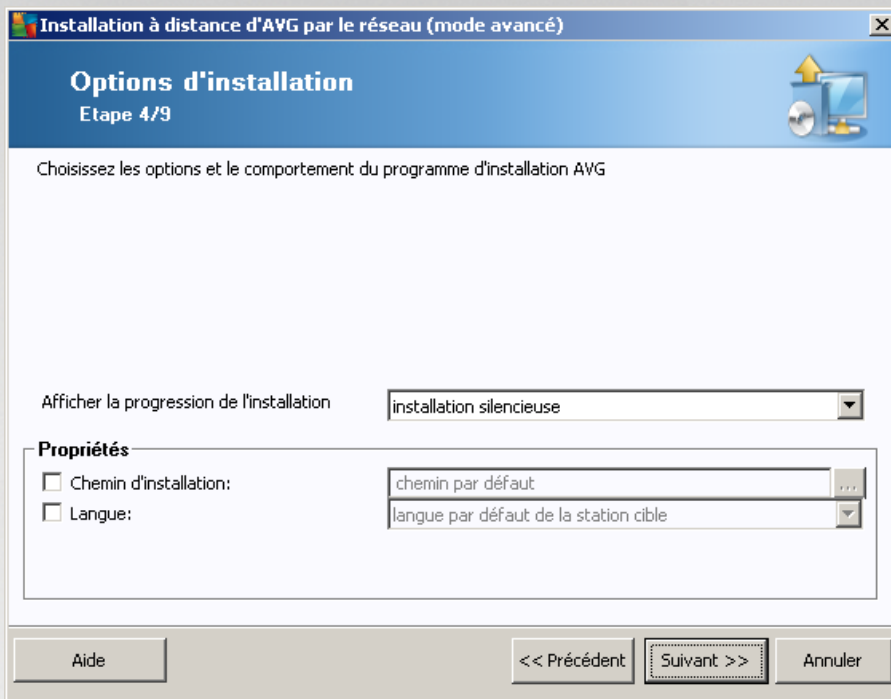 Installation à distance d'AVG par le réseau (mode avancé)
Options d'installation
Etape 4/9
Choisissez les options et le comportement du programme d'installation AVG
Afficher la progression de l'installation
installation silencieuse
Propriétés
Chemin d'installation:
chemin par défaut
...
Langue:
langue par défaut de la station cible
Aide
<< Précédent
Suivant >>
Annuler